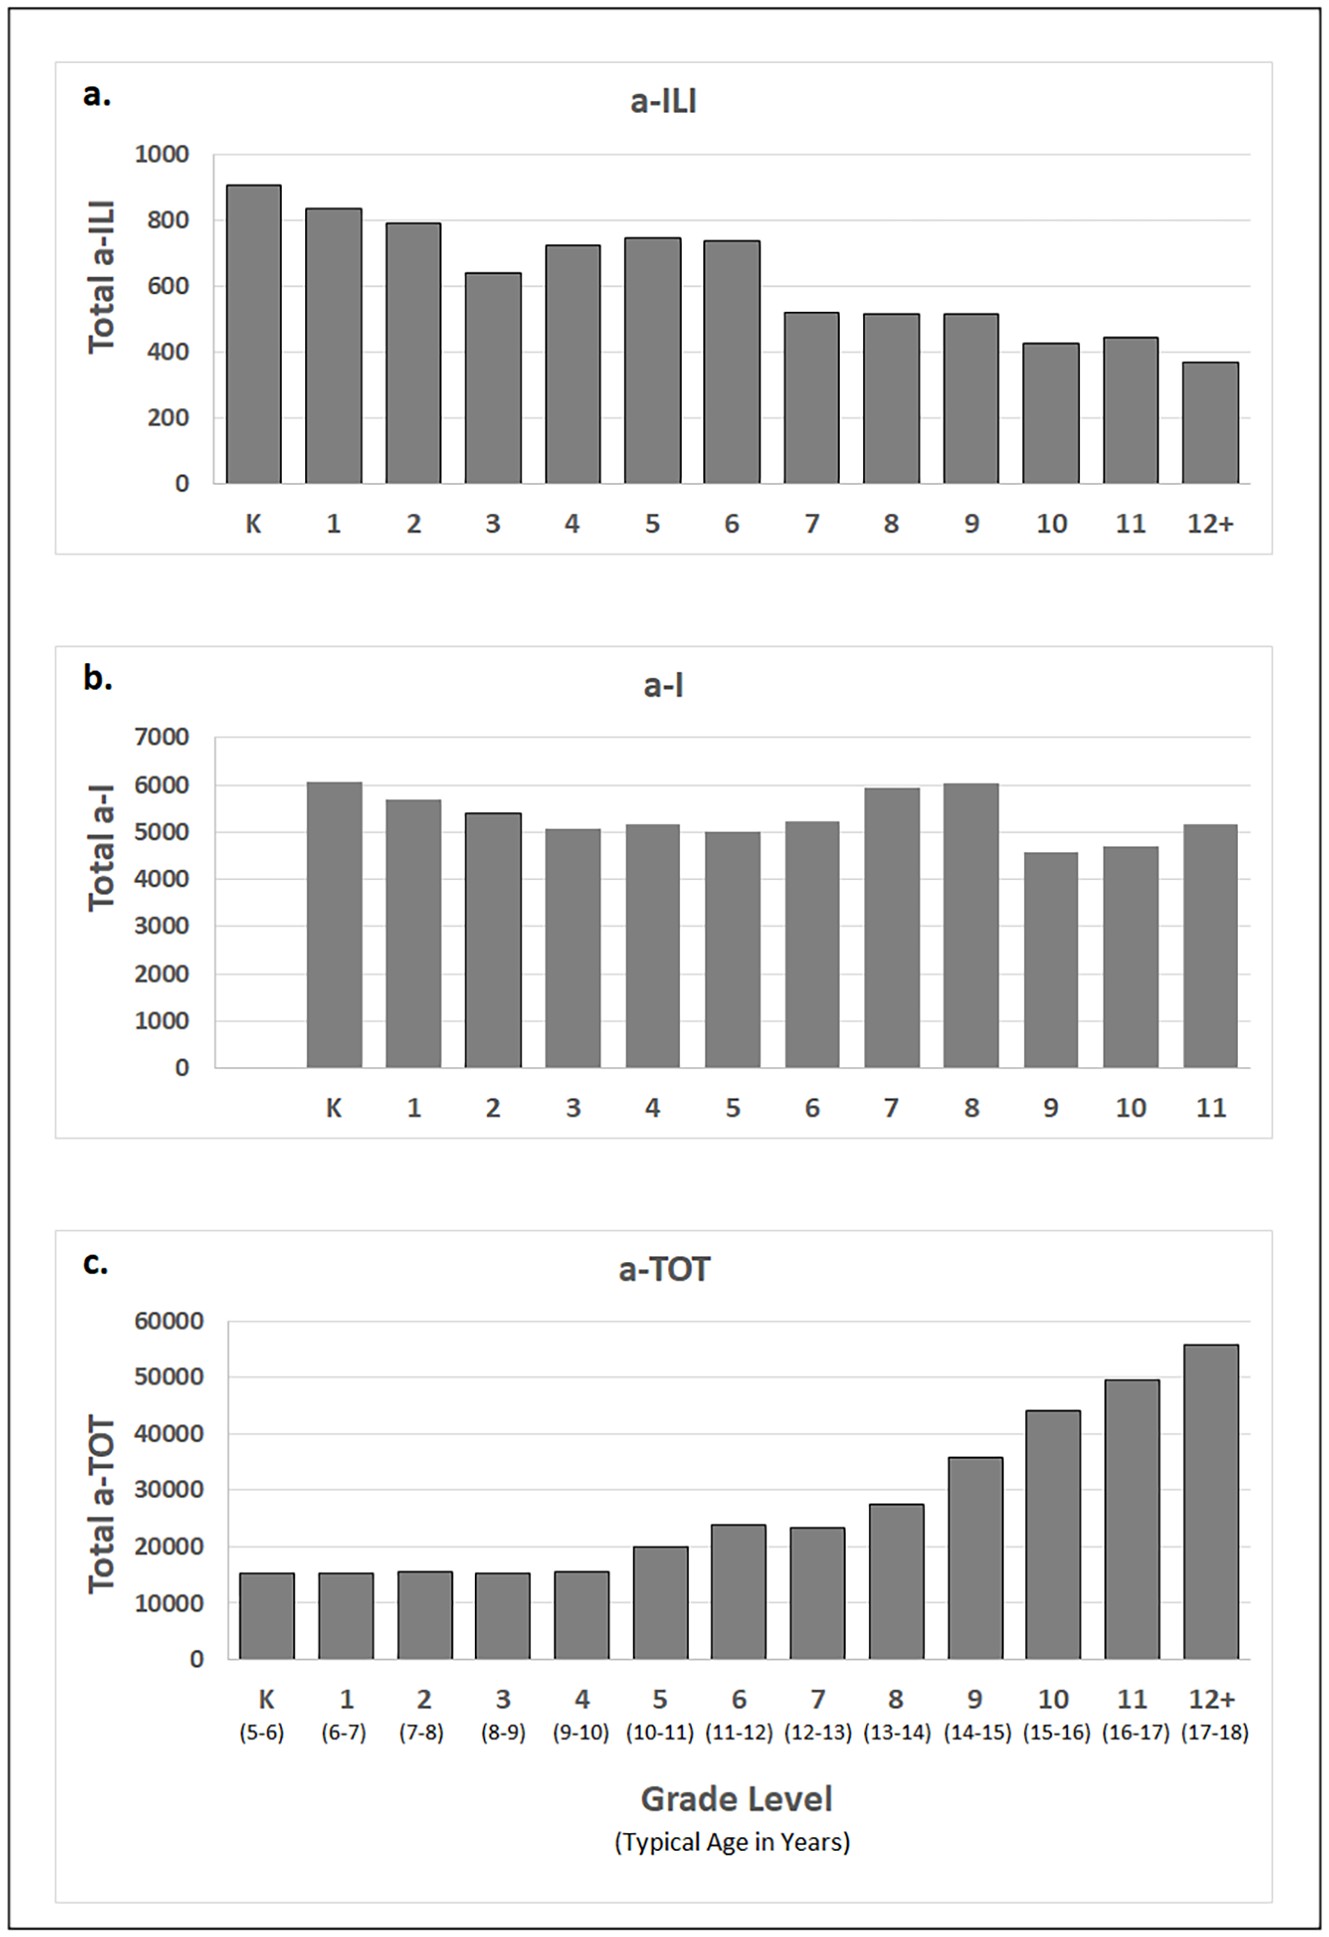 a.
a-ILI
Total a-ILI
1000
800
600
400
200
0
K 1 2 3 4 5 6 7 8 9 10 11 12+
b.
a-I
Total a-I
7000
6000
5000
4000
3000
2000
1000
0
K 1 2 3 4 5 6 7 8 9 10 11
c.
a-TOT
Total a-TOT
60000
50000
40000
30000
20000
10000
0
K 1 2 3 4 5 6 7 8 9 10 11 12+
(5-6) (6-7) (7-8) (8-9) (9-10) (10-11) (11-12) (12-13) (13-14) (14-15) (15-16) (16-17) (17-18)
Grade Level
(Typical Age in Years)